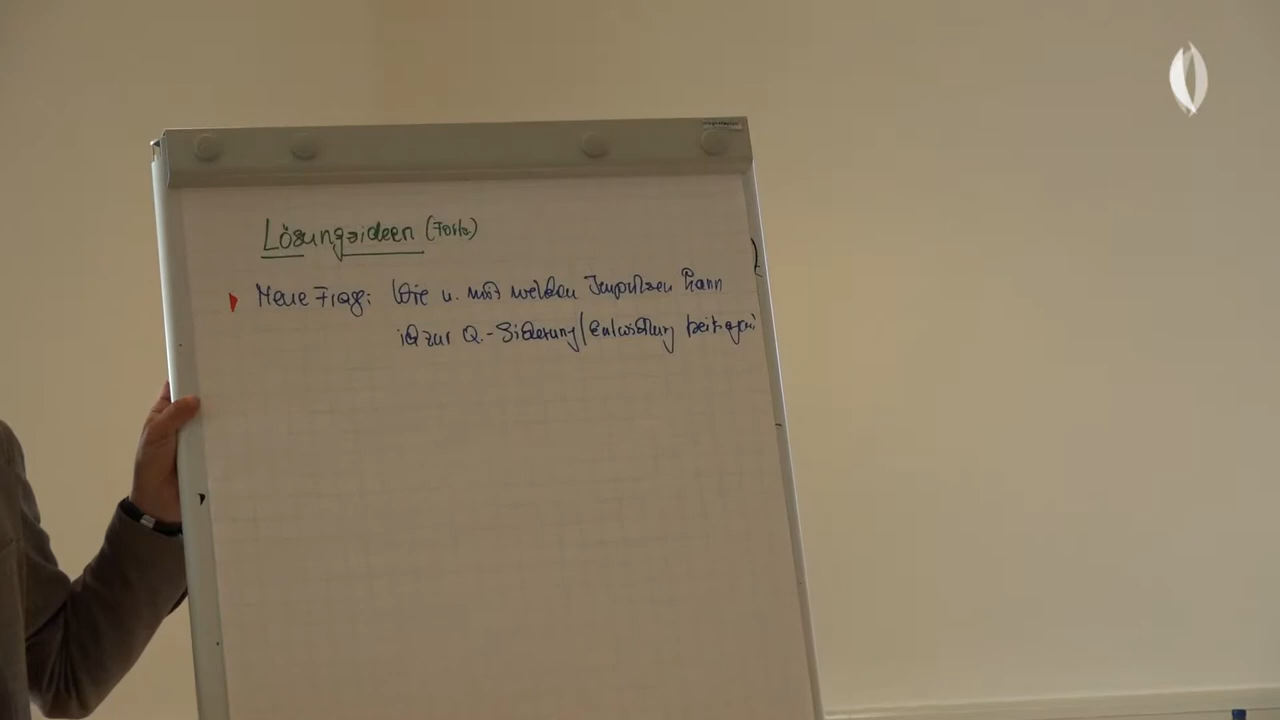 Lösungsideen (Forts.)
Neue Frage: Wie u. mit welchen Impulsen kann
ich zur Q.-Sicherung/Entwicklung beitragen